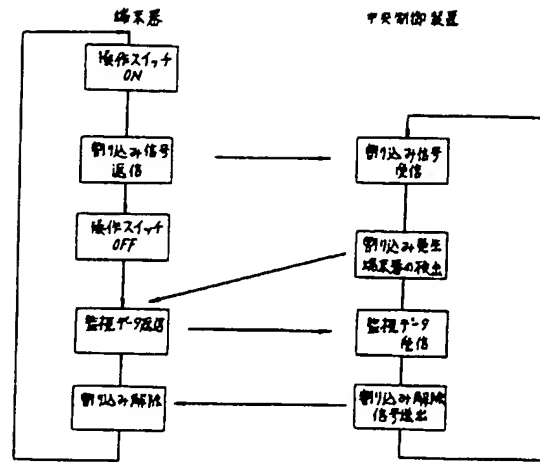 端末器
中央制御装置
操作スイッチ
ON
割り込み信号
返信
操作スイッチ
OFF
監視データ返信
割り込み解除
割り込み信号
受信
割り込み発生
端末器の検出
監視データ
受信
割り込み解除
信号送出